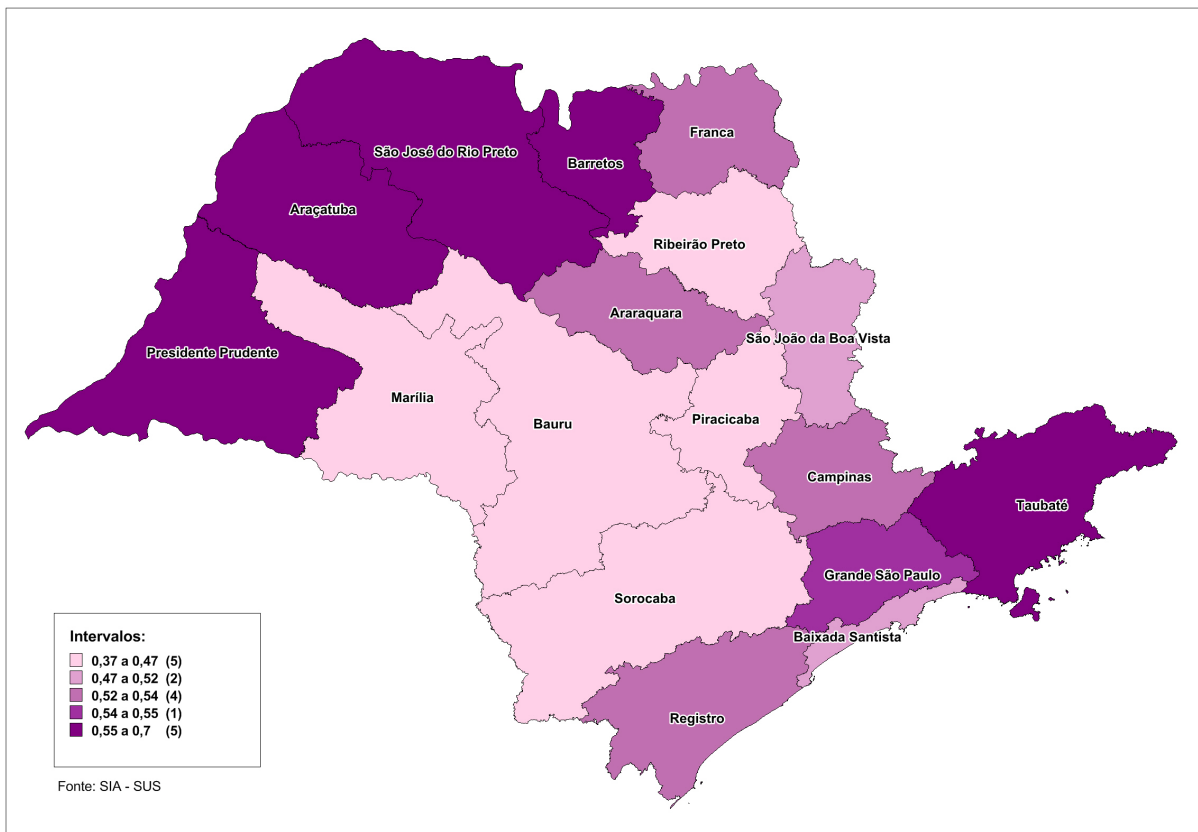 Franca
São José do Rio Preto
Barretos
Araçatuba
Ribeirão Preto
Araraquara
São João da Boa Vista
Presidente Prudente
Marília
Bauru
Piracicaba
Campinas
Taubaté
Grande São Paulo
Sorocaba
Baixada Santista
Registro
Intervalos:
0,37 a 0,47 (5)
0,47 a 0,52 (2)
0,52 a 0,54 (4)
0,54 a 0,55 (1)
0,55 a 0,7 (5)
Fonte: SIA - SUS